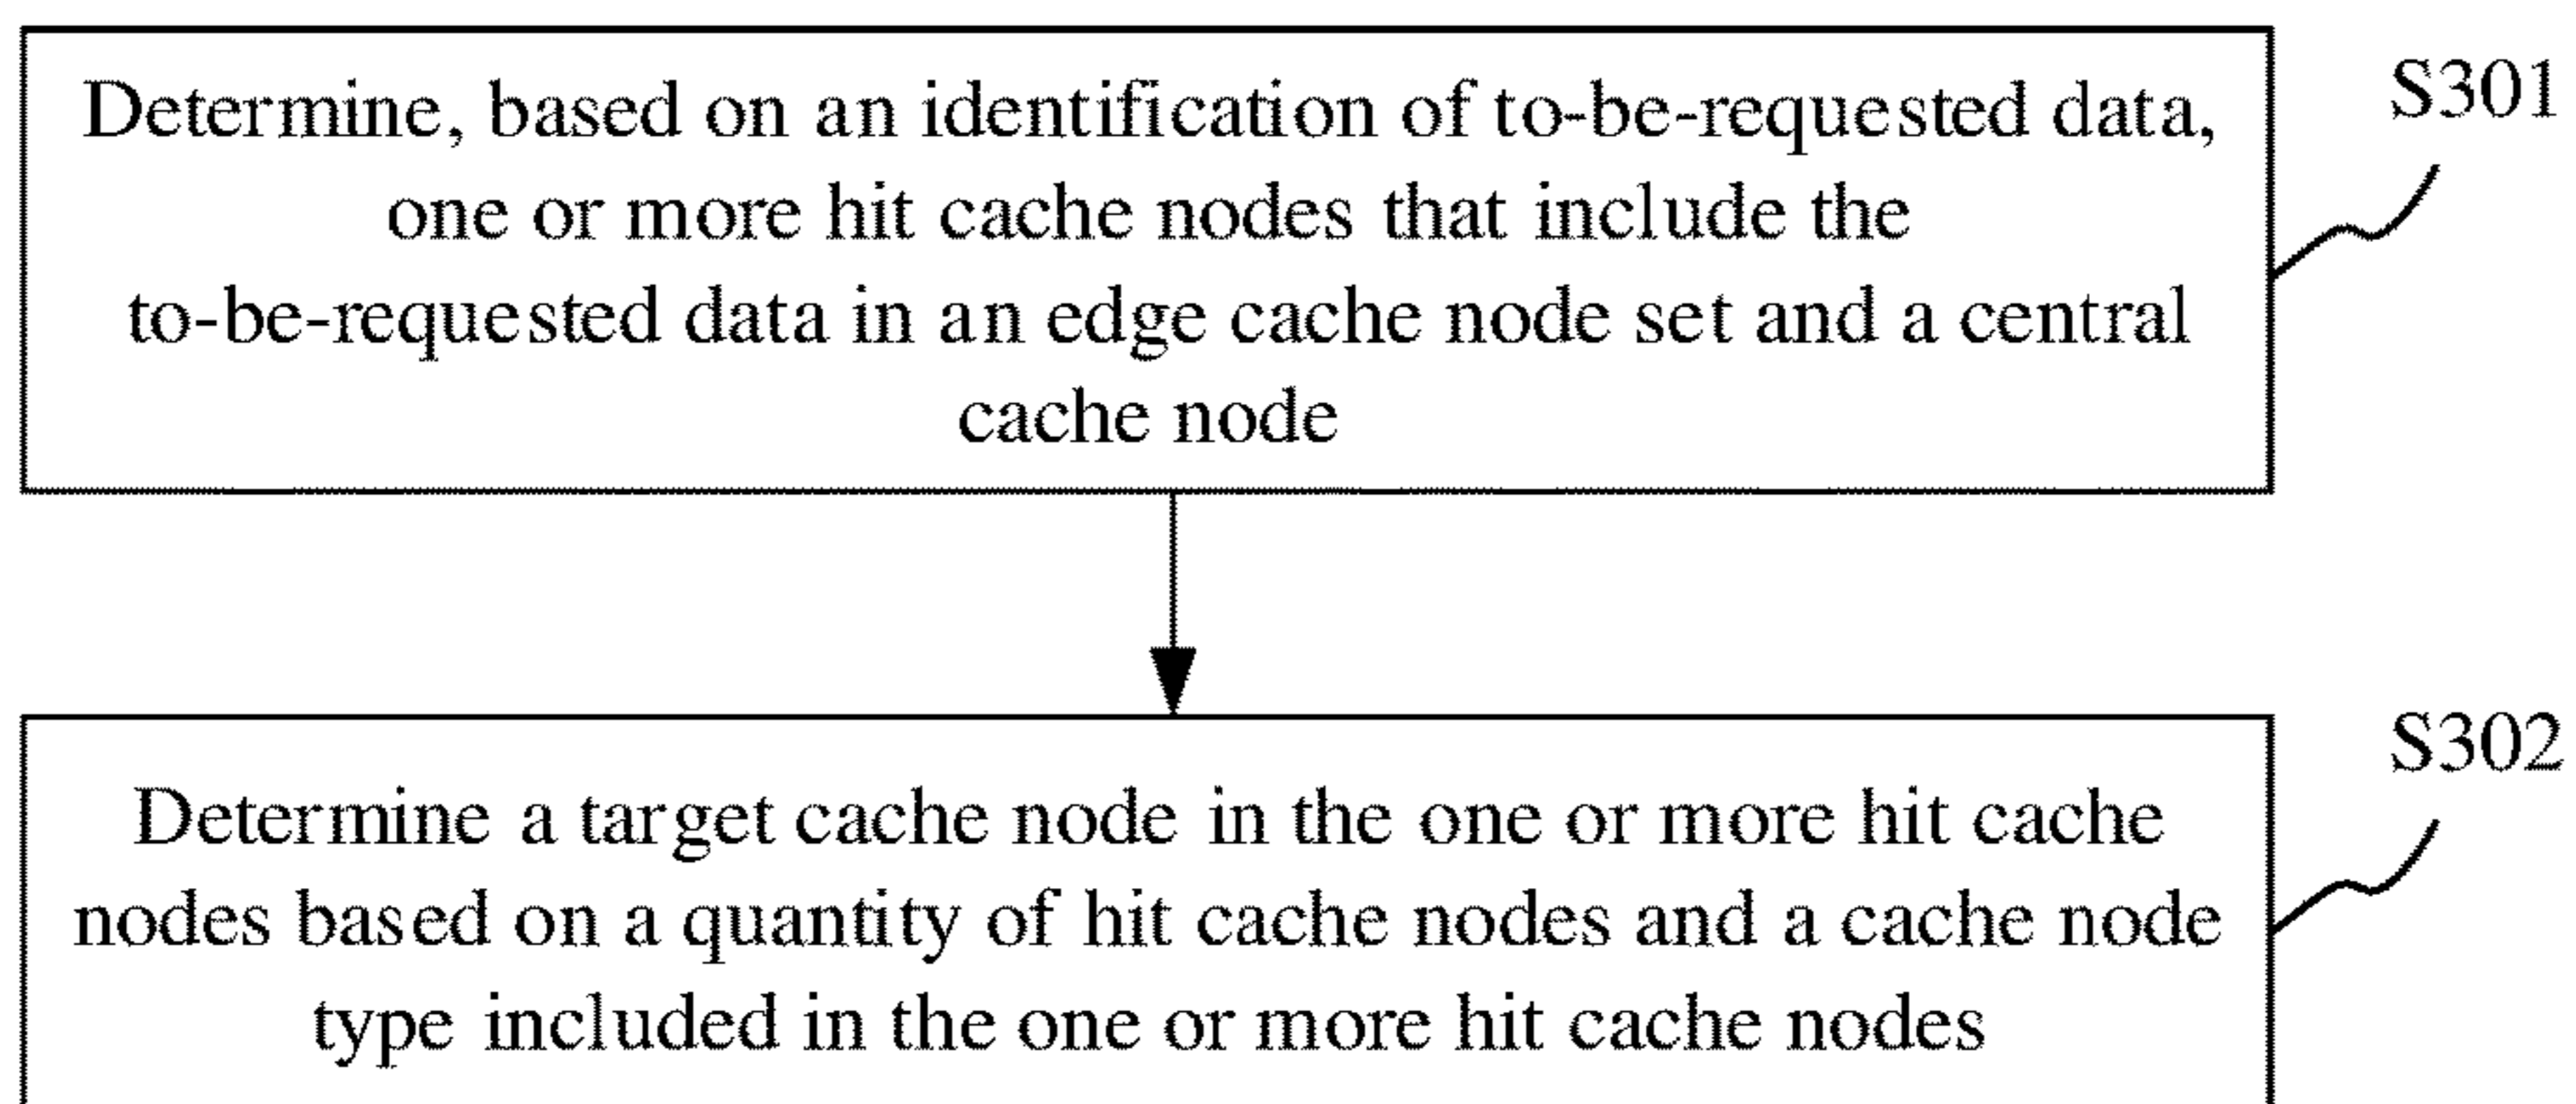 Determine, based on an identification of to-be-requested data,
one or more hit cache nodes that include the
to-be-requested data in an edge cache node set and a central
cache node
S301
Determine a target cache node in the one or more hit cache
nodes based on a quantity of hit cache nodes and a cache node
type included in the one or more hit cache nodes
S302